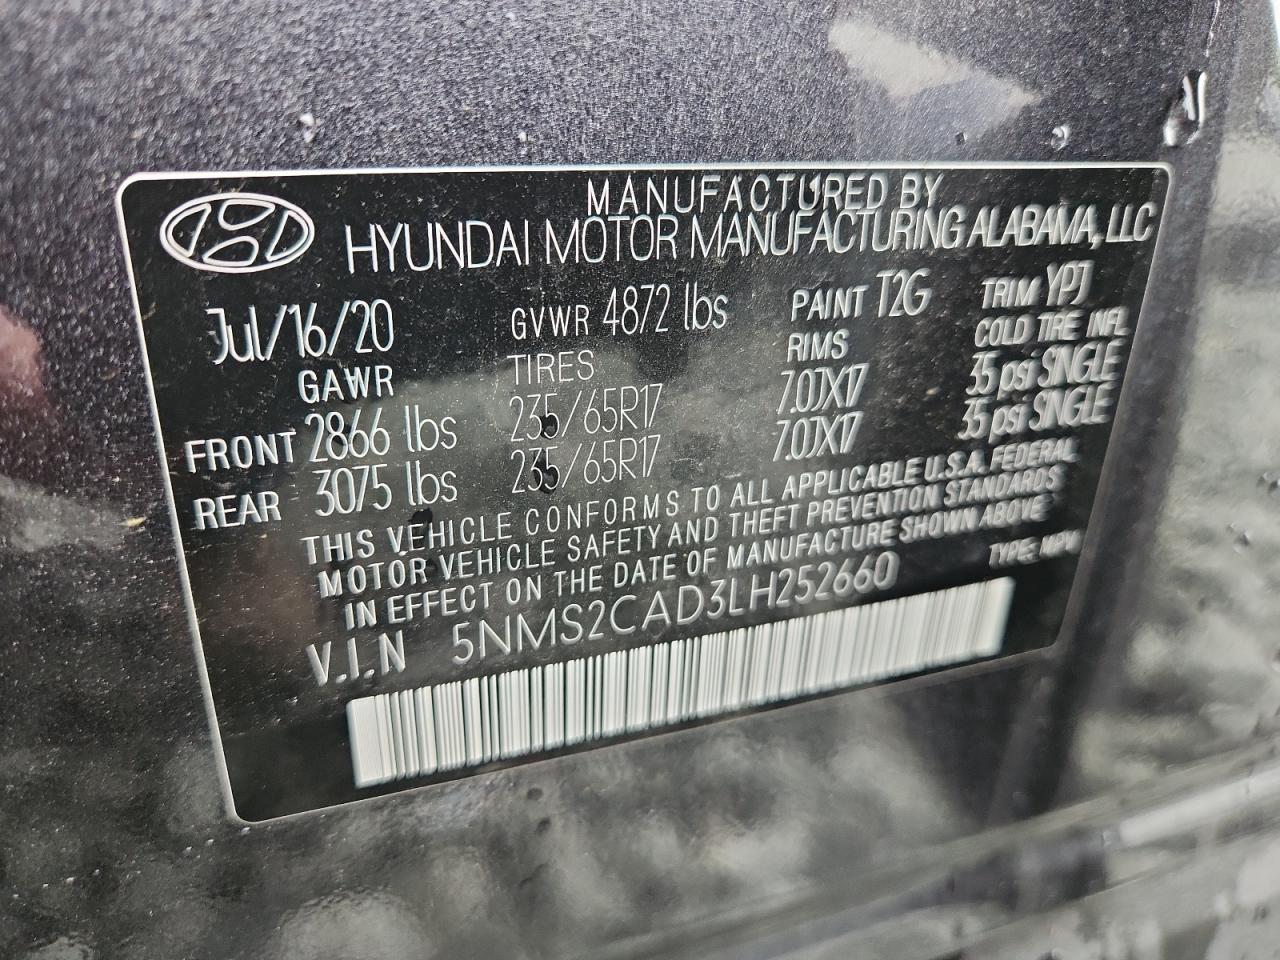 MANUFACTURED BY
HYUNDAI MOTOR MANUFACTURING ALABAMA, LLC
Jul/16/20 GVWR 4872 lbs PAINT T2G TRIM YPJ
GAWR TIRES RIMS COLD TIRE INFL
FRONT 2866 lbs 235/65R17 7.0JX17 35 psi SINGLE
REAR 3075 lbs 235/65R17 7.0JX17 35 psi SINGLE
THIS VEHICLE CONFORMS TO ALL APPLICABLE U.S.A. FEDERAL
MOTOR VEHICLE SAFETY AND THEFT PREVENTION STANDARDS
IN EFFECT ON THE DATE OF MANUFACTURE SHOWN ABOVE
V.I.N 5NMS2CAD3LH252660 TYPE: MPV